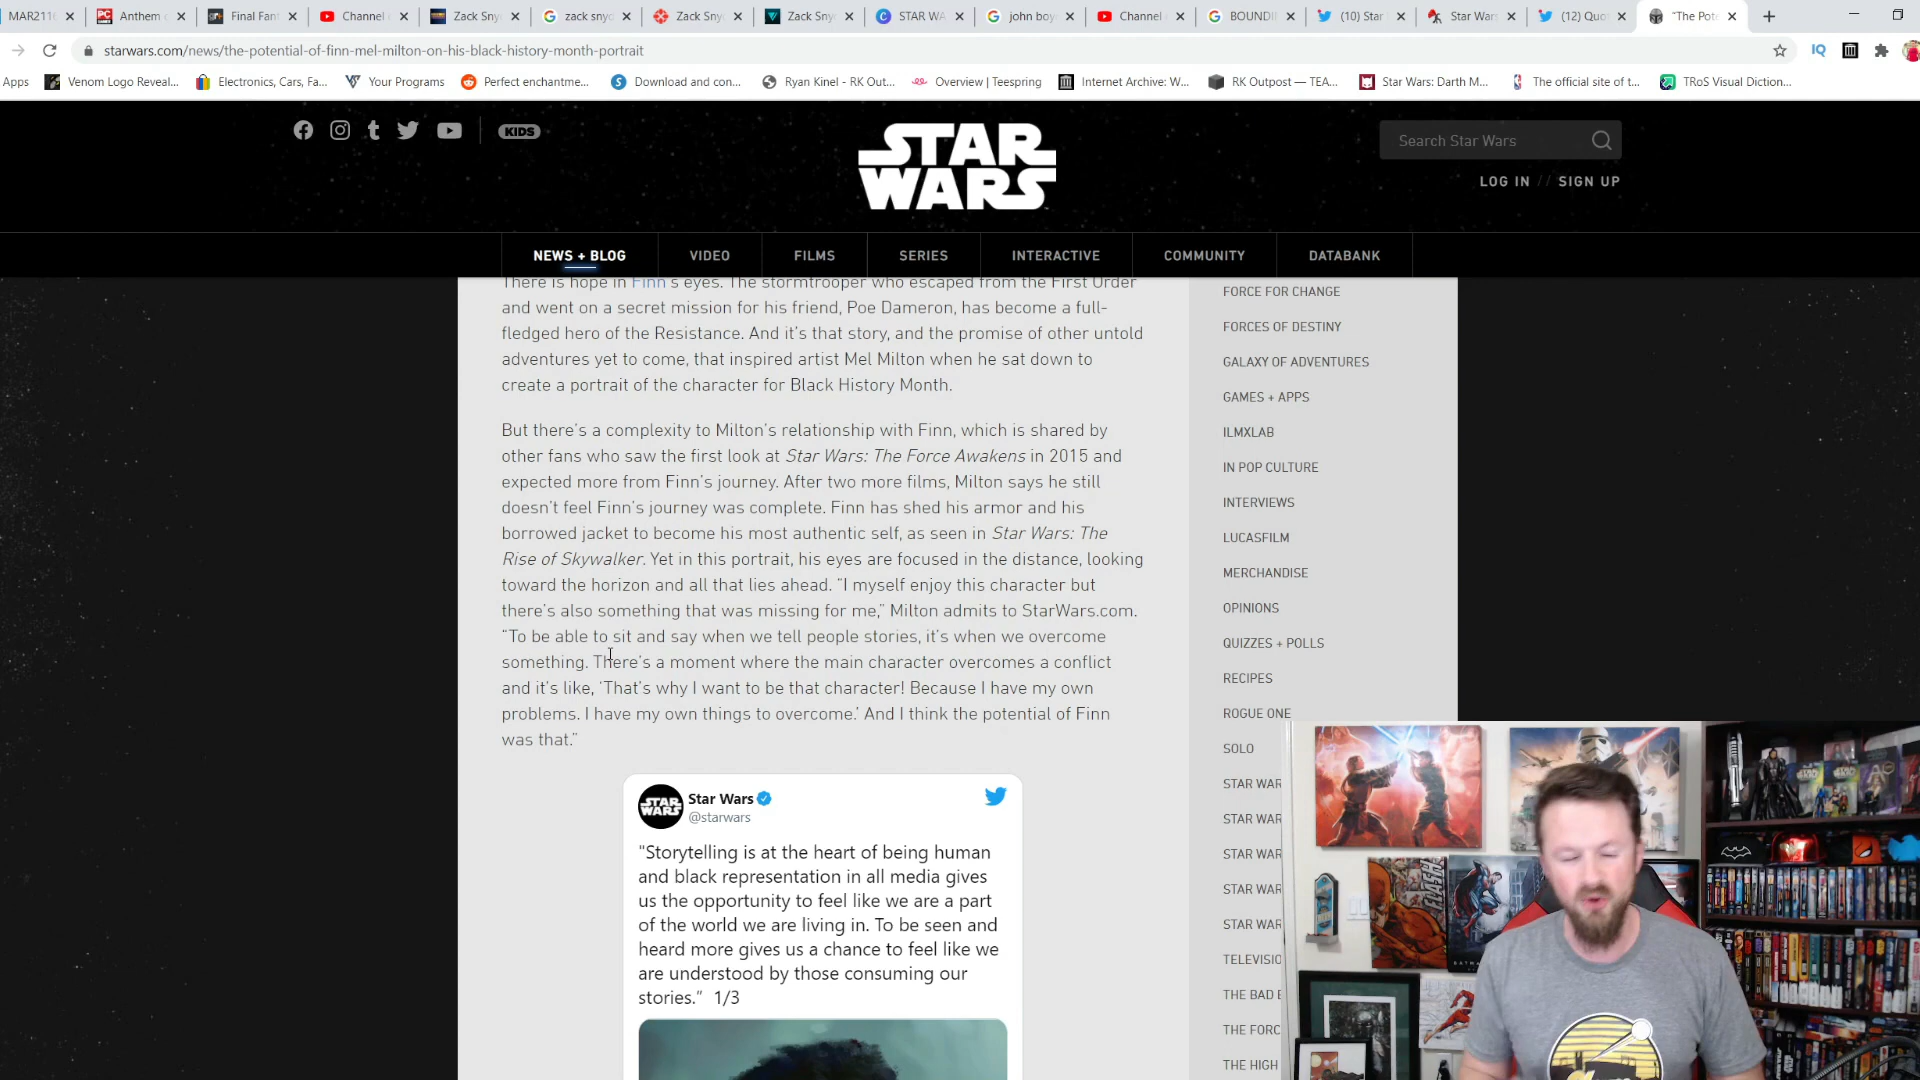 MAR211
Anthem
Final Fant
Channel
Zack Sny
zack snyd
Zack Sny
Zack Sny
STAR WA
john boy
Channel
BOUNDI
(10) Star
Star Wars
(12) Quo
"The Pot
starwars.com/news/the-potential-of-finn-mel-milton-on-his-black-history-month-portrait
IQ
Apps
Venom Logo Reveal...
Electronics, Cars, Fa...
Your Programs
Perfect enchantme...
Download and con...
Ryan Kinel - RK Out...
Overview | Teespring
Internet Archive: W...
RK Outpost — TEA...
Star Wars: Darth M...
The official site of t...
TRoS Visual Diction...
KIDS
STAR
WARS
Search Star Wars
LOG IN // SIGN UP
NEWS + BLOG
VIDEO
FILMS
SERIES
INTERACTIVE
COMMUNITY
DATABANK
There is hope in Finn's eyes. The stormtrooper who escaped from the First Order
and went on a secret mission for his friend, Poe Dameron, has become a full-
fledged hero of the Resistance. And it's that story, and the promise of other untold
adventures yet to come, that inspired artist Mel Milton when he sat down to
create a portrait of the character for Black History Month.
But there's a complexity to Milton's relationship with Finn, which is shared by
other fans who saw the first look at Star Wars: The Force Awakens in 2015 and
expected more from Finn's journey. After two more films, Milton says he still
doesn't feel Finn's journey was complete. Finn has shed his armor and his
borrowed jacket to become his most authentic self, as seen in Star Wars: The
Rise of Skywalker. Yet in this portrait, his eyes are focused in the distance, looking
toward the horizon and all that lies ahead. "I myself enjoy this character but
there's also something that was missing for me," Milton admits to StarWars.com.
"To be able to sit and say when we tell people stories, it's when we overcome
something. There's a moment where the main character overcomes a conflict
and it's like, 'That's why I want to be that character! Because I have my own
problems. I have my own things to overcome.' And I think the potential of Finn
was that."
STAR
WARS
Star Wars
@starwars
"Storytelling is at the heart of being human
and black representation in all media gives
us the opportunity to feel like we are a part
of the world we are living in. To be seen and
heard more gives us a chance to feel like we
are understood by those consuming our
stories." 1/3
FORCE FOR CHANGE
FORCES OF DESTINY
GALAXY OF ADVENTURES
GAMES + APPS
ILMXLAB
IN POP CULTURE
INTERVIEWS
LUCASFILM
MERCHANDISE
OPINIONS
QUIZZES + POLLS
RECIPES
ROGUE ONE
SOLO
STAR WAR
STAR WAR
STAR WAR
STAR WAR
STAR WAR
TELEVISIO
THE BAD B
THE FORC
THE HIGH
FLASH